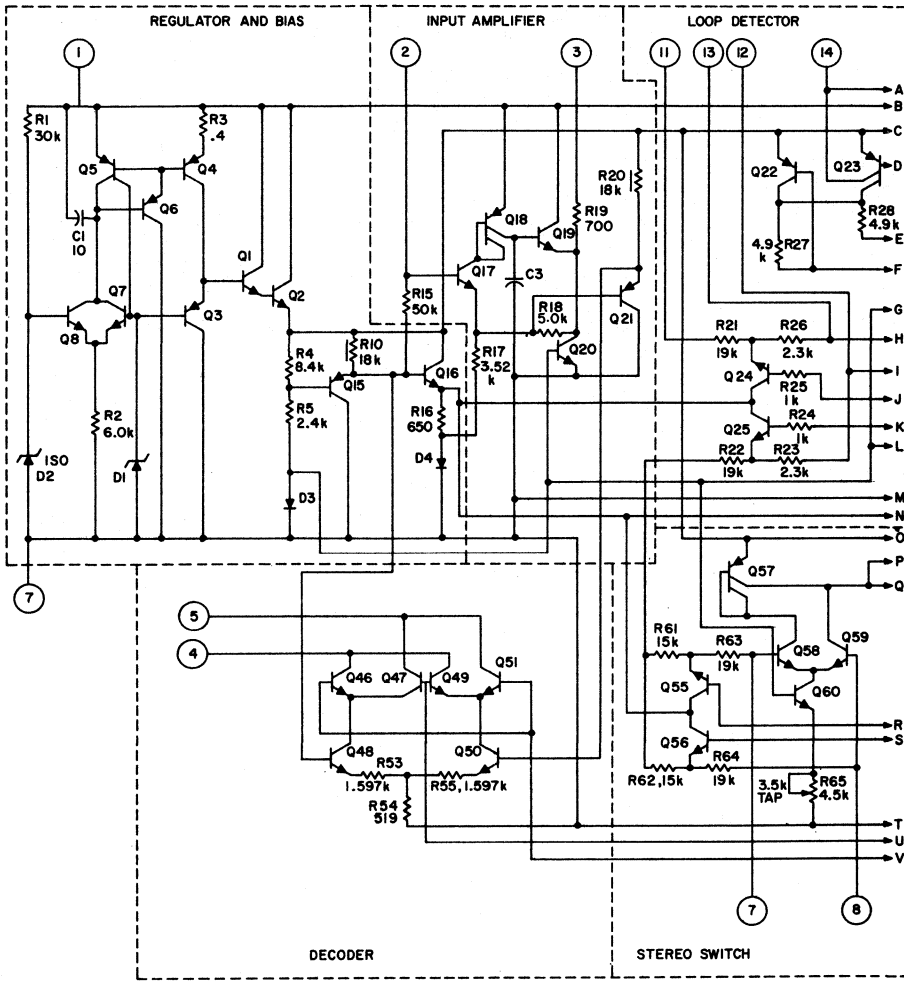 REGULATOR AND BIAS
INPUT AMPLIFIER
LOOP DETECTOR
1
2
3
11
13
12
14
A
B
C
D
E
F
G
H
I
J
K
L
M
N
O
P
Q
R
S
T
U
V
R1
30k
R3
.4
Q5
Q4
Q6
C1
10
Q7
Q8
Q1
Q2
Q3
R2
6.0k
ISO
D2
D1
R4
8.4k
R5
2.4k
D3
R10
18k
Q15
R15
50k
Q16
R16
650
D4
Q17
Q18
Q19
C3
R17
3.52
k
R18
5.0k
R19
700
R20
18k
Q20
Q21
Q22
Q23
R28
4.9k
4.9
k
R27
R21
19k
R26
2.3k
Q24
R25
1k
R24
1k
Q25
R22
19k
R23
2.3k
7
5
4
Q46
Q47
Q49
Q51
Q48
Q50
R53
1.597k
R55, 1.597k
R54
519
Q57
R61
15k
R63
19k
Q58
Q59
Q55
Q60
Q56
R64
R62, 15k
19k
3.5k
TAP
R65
4.5k
7
8
DECODER
STEREO SWITCH